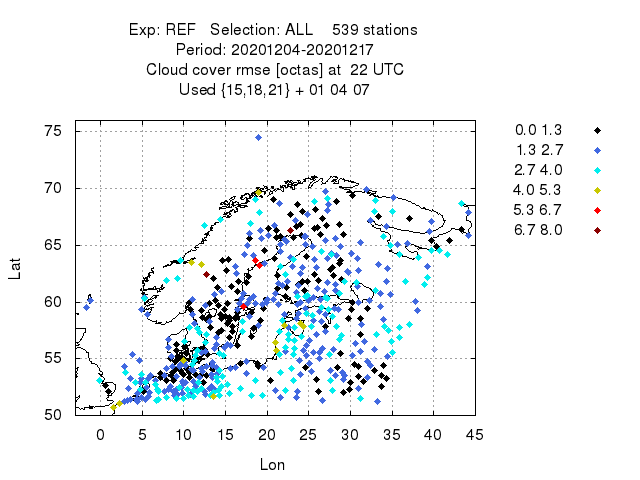 Exp: REF   Selection: ALL    539 stations
Period: 20201204-20201217
Cloud cover rmse [octas] at  22 UTC
Used {15,18,21} + 01 04 07
0.0 1.3
1.3 2.7
2.7 4.0
4.0 5.3
5.3 6.7
6.7 8.0
75
70
65
60
55
50
Lat
0 5 10 15 20 25 30 35 40 45
Lon